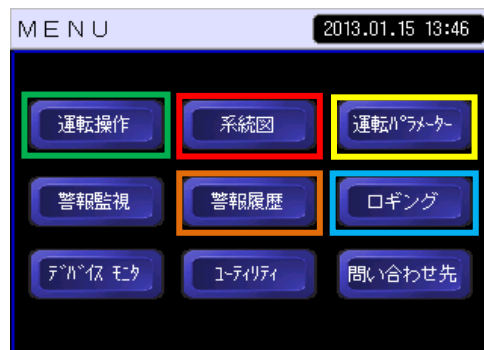 MENU 2013.01.15 13:46
運転操作 系統図 運転ﾊﾟﾗﾒｰﾀｰ
警報監視 警報履歴 ロギング
ﾃﾞﾊﾞｲｽ ﾓﾆﾀ ﾕｰﾃｨﾘﾃｨ 問い合わせ先